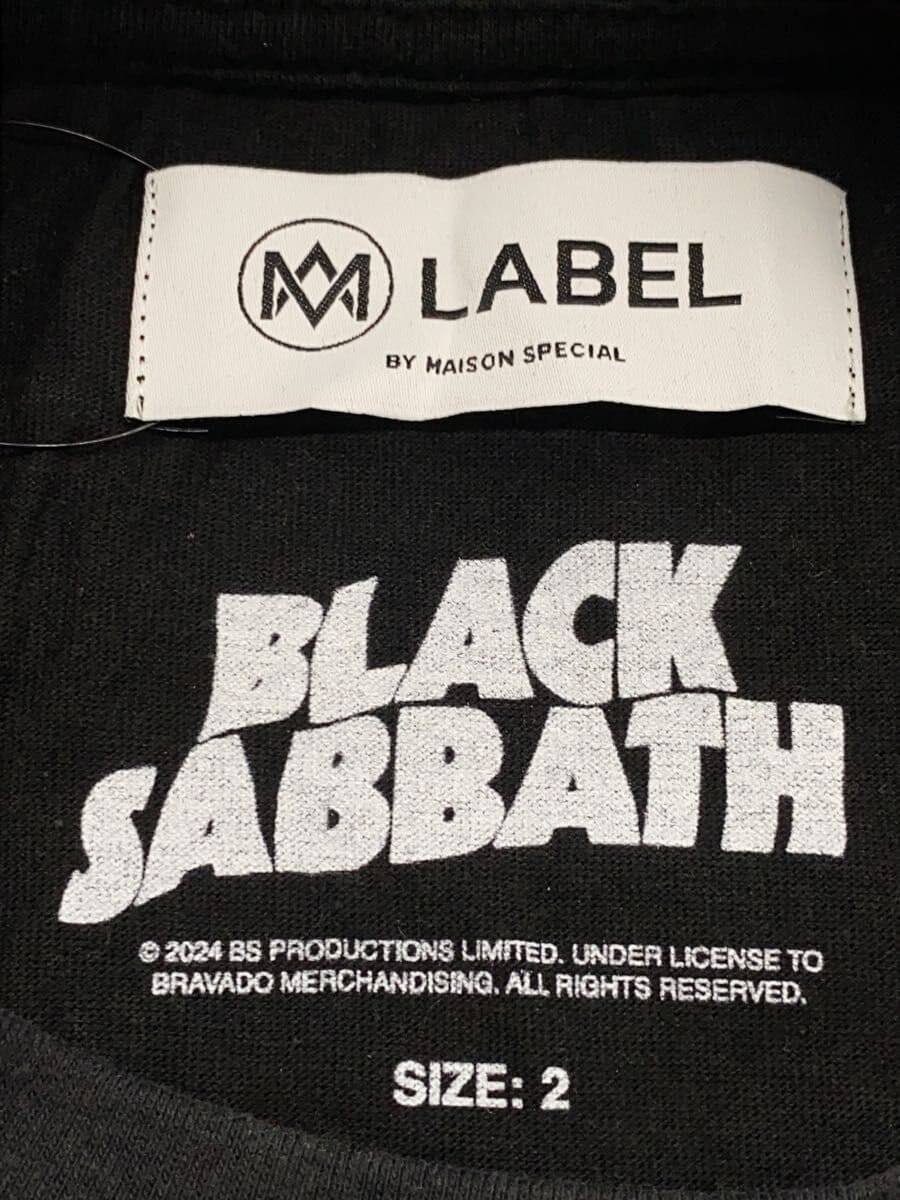 M LABEL
BY MAISON SPECIAL
BLACK
SABBATH
© 2024 BS PRODUCTIONS LIMITED. UNDER LICENSE TO
BRAVADO MERCHANDISING. ALL RIGHTS RESERVED.
SIZE: 2